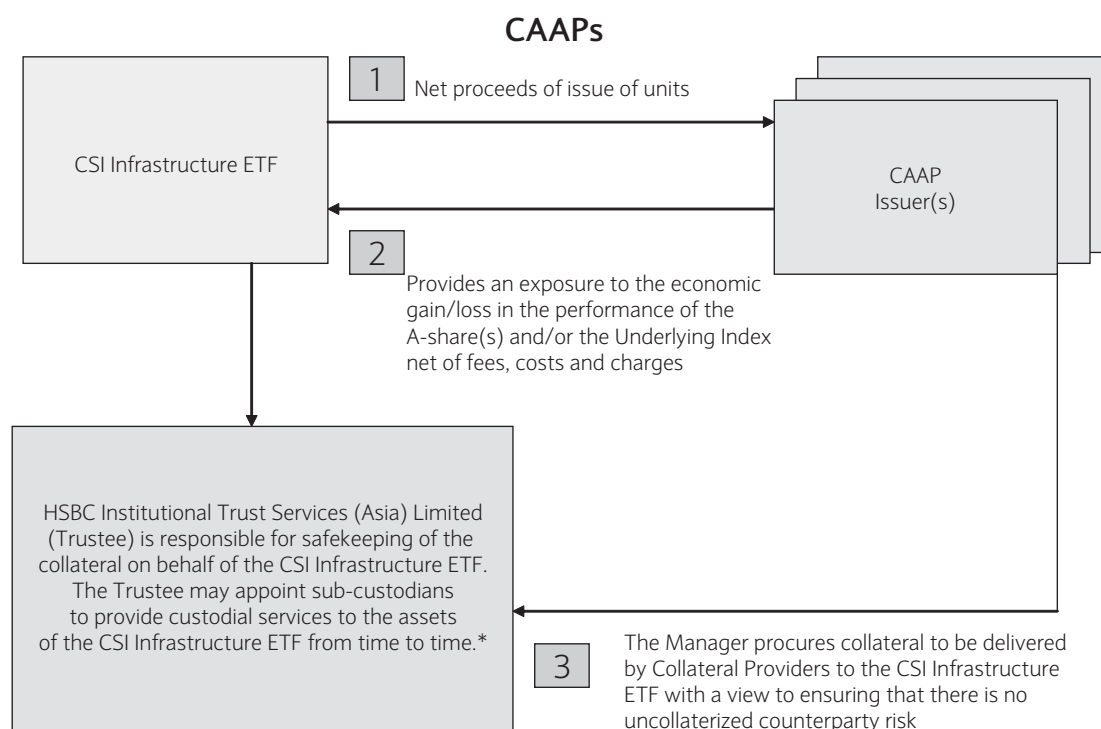 CAAPs
1
Net proceeds of issue of units
CSI Infrastructure ETF
CAAP
Issuer(s)
2
Provides an exposure to the economic
gain/loss in the performance of the
A-share(s) and/or the Underlying Index
net of fees, costs and charges
HSBC Institutional Trust Services (Asia) Limited
(Trustee) is responsible for safekeeping of the
collateral on behalf of the CSI Infrastructure ETF.
The Trustee may appoint sub-custodians
to provide custodial services to the assets
of the CSI Infrastructure ETF from time to time.*
3
The Manager procures collateral to be delivered
by Collateral Providers to the CSI Infrastructure
ETF with a view to ensuring that there is no
uncollaterized counterparty risk